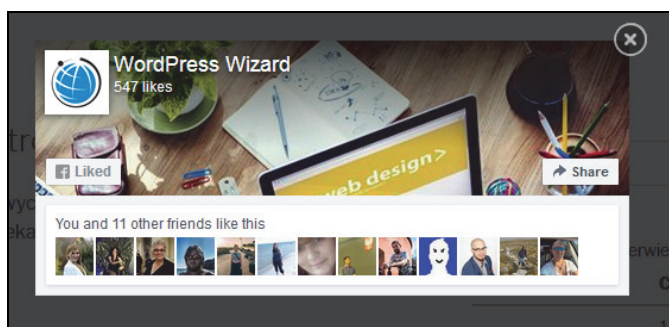 WordPress Wizard
547 likes
web design>
Liked
Share
You and 11 other friends like this